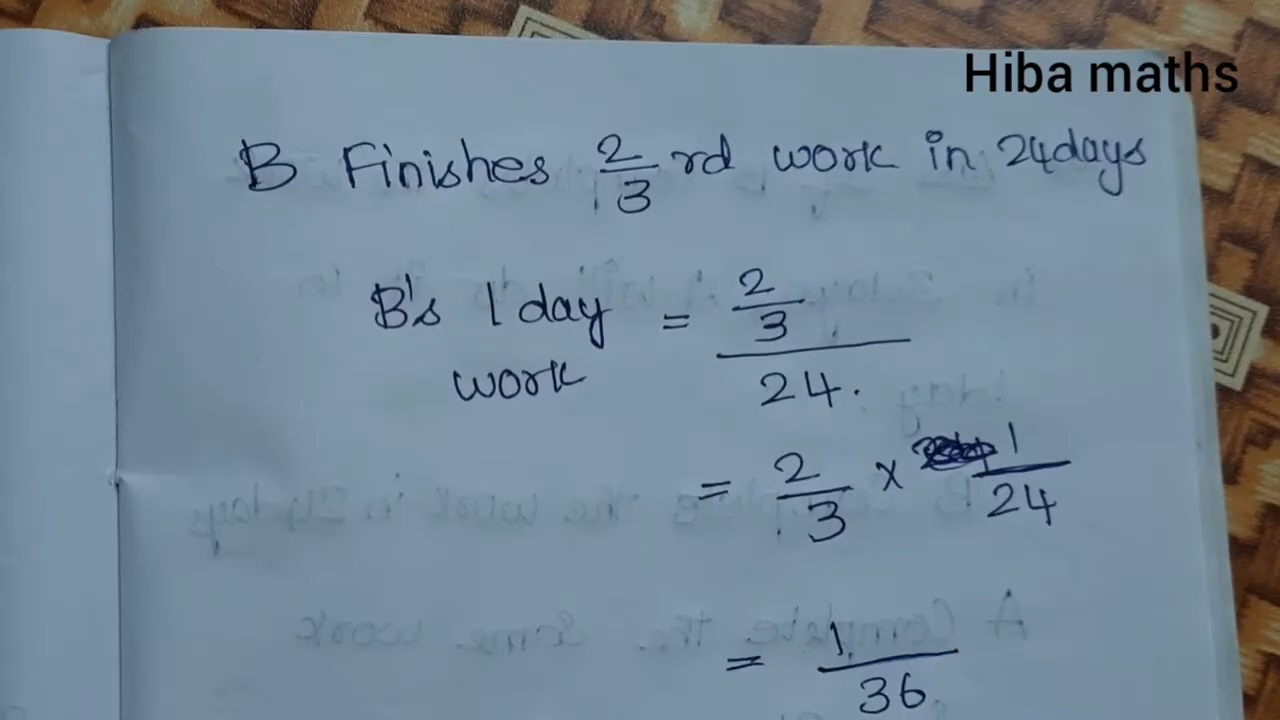 Hiba maths
B Finishes 2/3 rd work in 24days
B's 1 day work = 2/3 / 24.
= 2/3 × 1/24
= 1/36